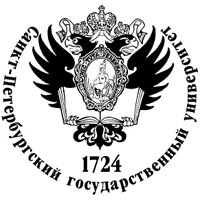 Санкт-Петербургский государственный университет
1724